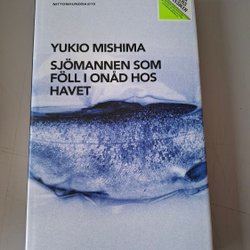 YUKIO MISHIMA
SJÖMANNEN SOM
FÖLL I ONÅD HOS
HAVET